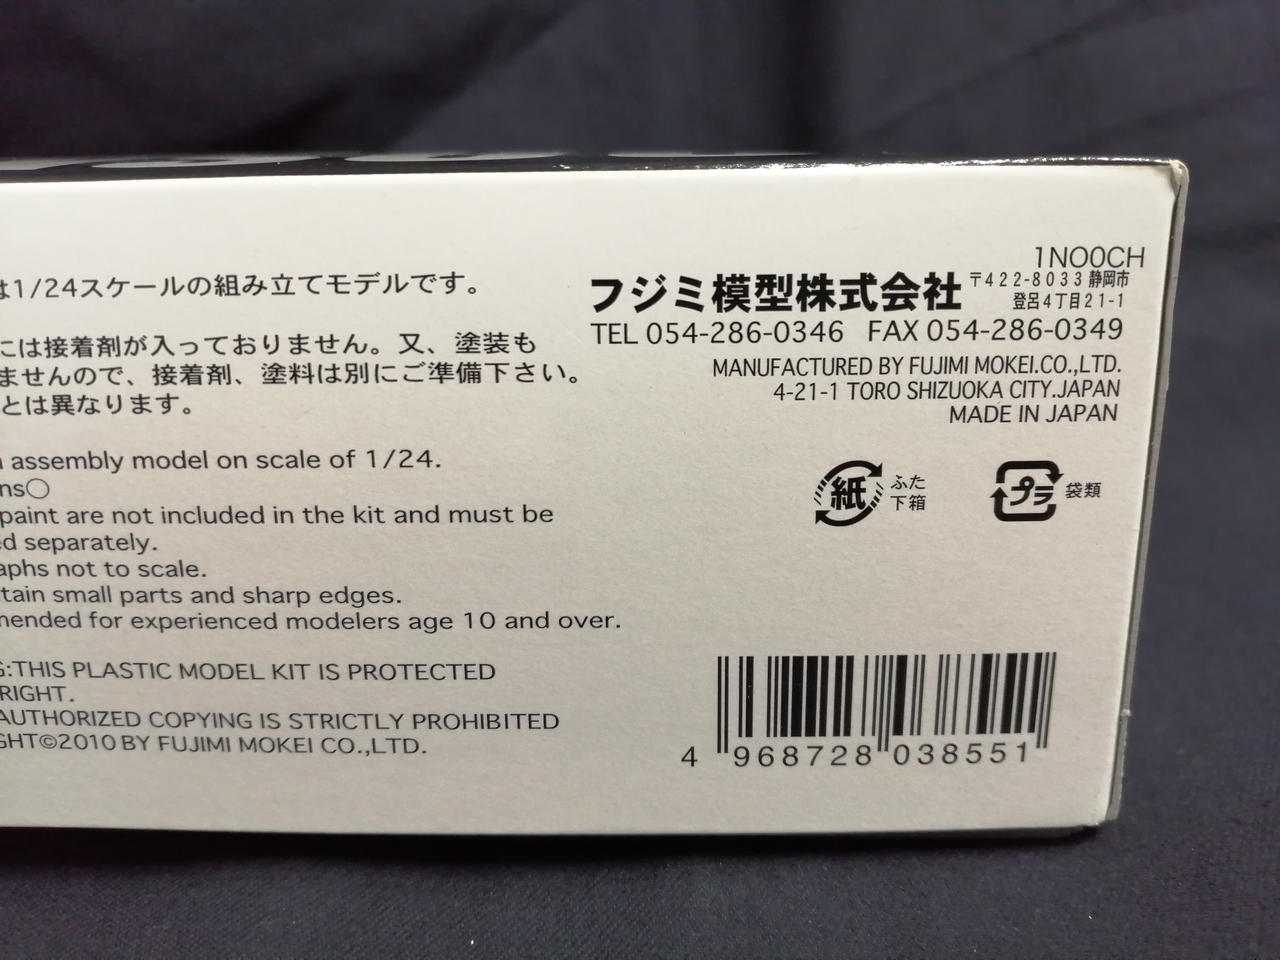 は1/24スケールの組み立てモデルです。
には接着剤が入っておりません。又、塗装も
ませんので、接着剤、塗料は別にご準備下さい。
とは異なります。
assembly model on scale of 1/24.
ns○
paint are not included in the kit and must be
ed separately.
aphs not to scale.
tain small parts and sharp edges.
mended for experienced modelers age 10 and over.
G:THIS PLASTIC MODEL KIT IS PROTECTED
RIGHT.
AUTHORIZED COPYING IS STRICTLY PROHIBITED
GHT©2010 BY FUJIMI MOKEI CO.,LTD.
1NO0CH
フジミ模型株式会社 〒422-8033 静岡市
登呂4丁目21-1
TEL 054-286-0346 FAX 054-286-0349
MANUFACTURED BY FUJIMI MOKEI.CO.,LTD.
4-21-1 TORO SHIZUOKA CITY.JAPAN
MADE IN JAPAN
紙 ふた
下箱
プラ 袋類
4 968728 038551